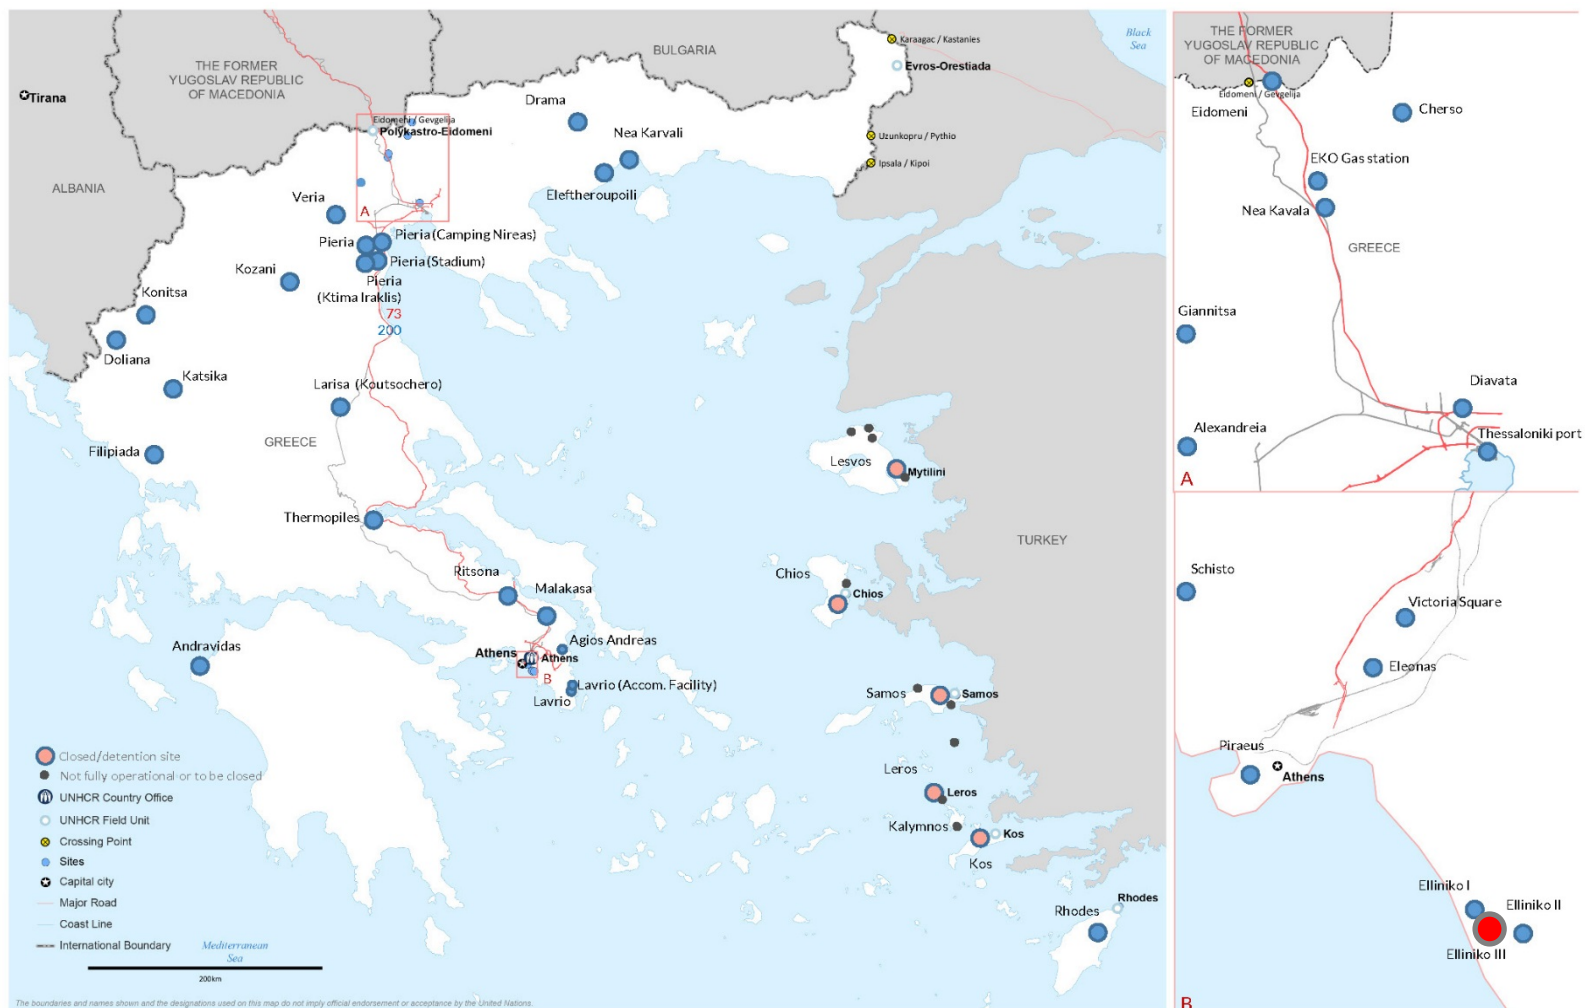 BULGARIA
Black
Sea
Karaagac / Kastanies
Evros-Orestiada
THE FORMER
YUGOSLAV REPUBLIC
OF MACEDONIA
Tirana
Drama
Eidomeni / Gevgelija
Polykastro-Eidomeni
Nea Karvali
Uzunkopru / Pythio
Ipsala / Kipoi
ALBANIA
Eleftheroupoili
Veria
A
Pieria
Pieria (Camping Nireas)
Pieria (Stadium)
Kozani
Pieria
(Ktima Iraklis)
73
200
Konitsa
Doliana
Katsika
Larisa (Koutsochero)
GREECE
Filipiada
Lesvos
Mytilini
Thermopiles
TURKEY
Ritsona
Malakasa
Chios
Chios
Andravidas
Agios Andreas
Athens
Athens
B
Lavrio (Accom. Facility)
Lavrio
Samos
Samos
Leros
Leros
Kalymnos
Kos
Kos
Rhodes
Rhodes
Closed/detention site
Not fully operational or to be closed
UNHCR Country Office
UNHCR Field Unit
Crossing Point
Sites
Capital city
Major Road
Coast Line
International Boundary
Mediterranean
Sea
200km
The boundaries and names shown and the designations used on this map do not imply official endorsement or acceptance by the United Nations.
THE FORMER
YUGOSLAV REPUBLIC
OF MACEDONIA
Eidomeni / Gevgelija
Eidomeni
Cherso
EKO Gas station
Nea Kavala
GREECE
Giannitsa
Diavata
Alexandreia
Thessaloniki port
A
Schisto
Victoria Square
Eleonas
Piraeus
Athens
Elliniko I
Elliniko II
Elliniko III
B